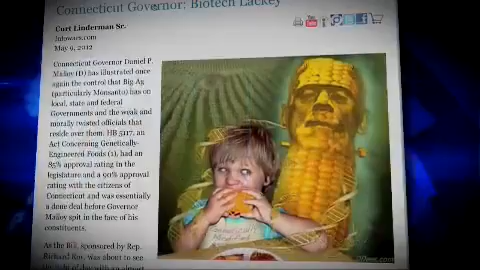 Connecticut Governor: Biotech Lackey
Curt Linderman Sr.
Infowars.com
May 9, 2012
Connecticut Governor Daniel P.
Malloy (D) has illustrated once
again the control that Big Ag
(particularly Monsanto) has on
local, state and federal
Governments and the weak and
morally twisted officials that
reside over them. HB 5117, an
Act Concerning Genetically-
Engineered Foods (1), had an
85% approval rating in the
legislature and a 90% approval
rating with the citizens of
Connecticut and was essentially
a done deal before Governor
Malloy spit in the face of his
constituents.
As the Bill, sponsored by Rep.
Richard Roy, was about to see